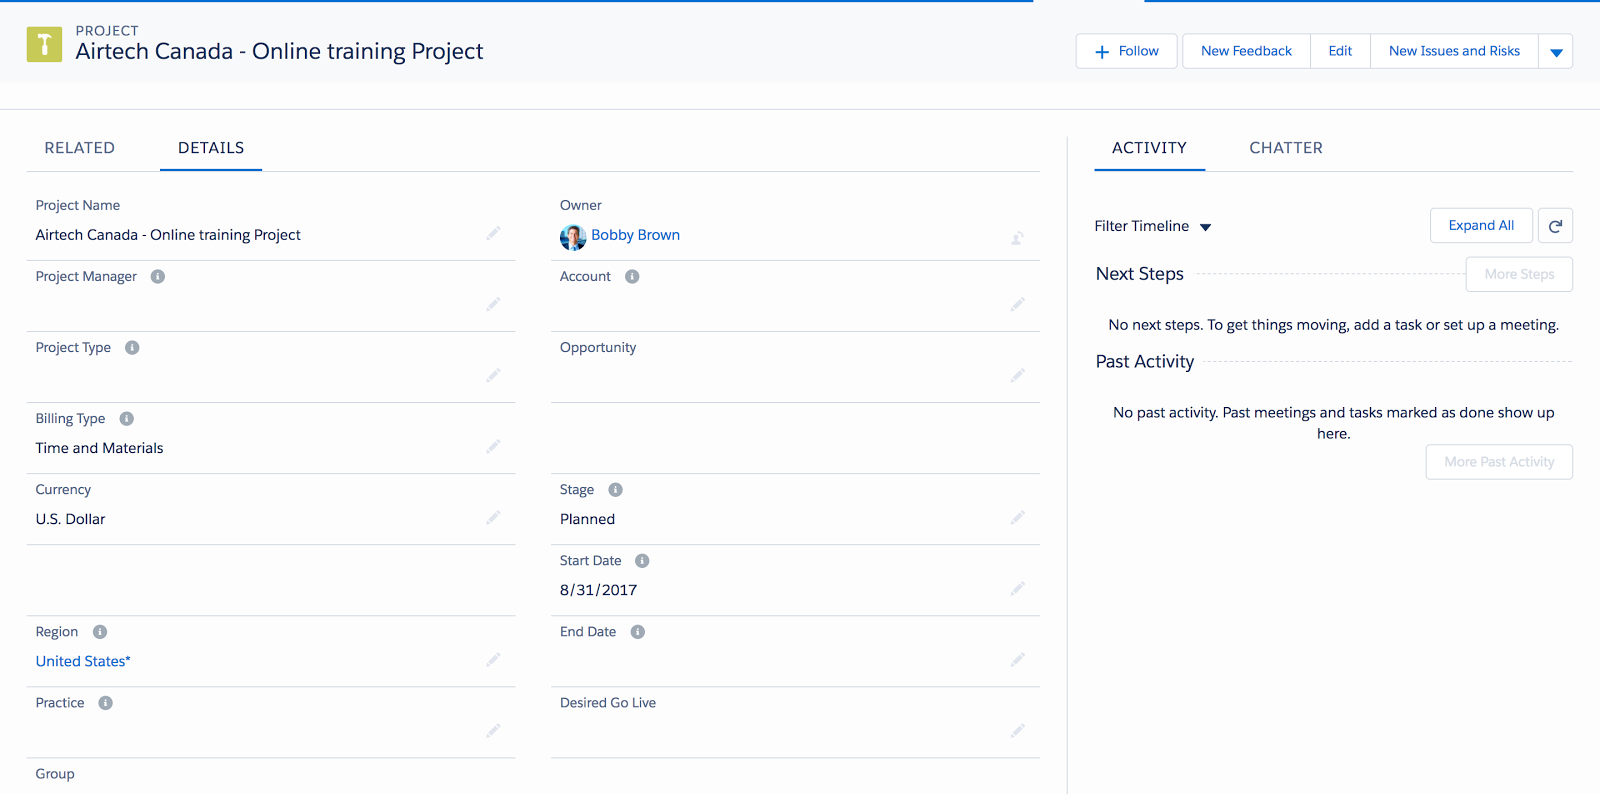 PROJECT
Airtech Canada - Online training Project
Follow
New Feedback
Edit
New Issues and Risks
RELATED
DETAILS
Project Name
Airtech Canada - Online training Project
Owner
Bobby Brown
Project Manager
Account
Project Type
Opportunity
Billing Type
Time and Materials
Currency
U.S. Dollar
Stage
Planned
Start Date
8/31/2017
Region
United States*
End Date
Practice
Desired Go Live
Group
ACTIVITY
CHATTER
Filter Timeline
Expand All
Next Steps
More Steps
No next steps. To get things moving, add a task or set up a meeting.
Past Activity
No past activity. Past meetings and tasks marked as done show up
here.
More Past Activity